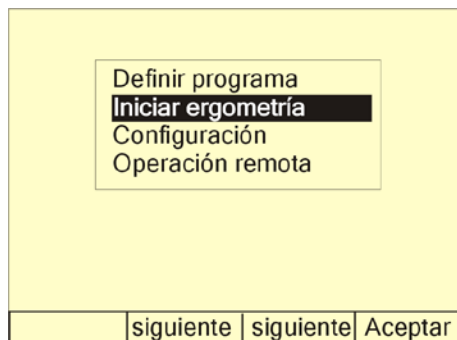 Definir programa
Iniciar ergometría
Configuración
Operación remota
siguiente siguiente Aceptar